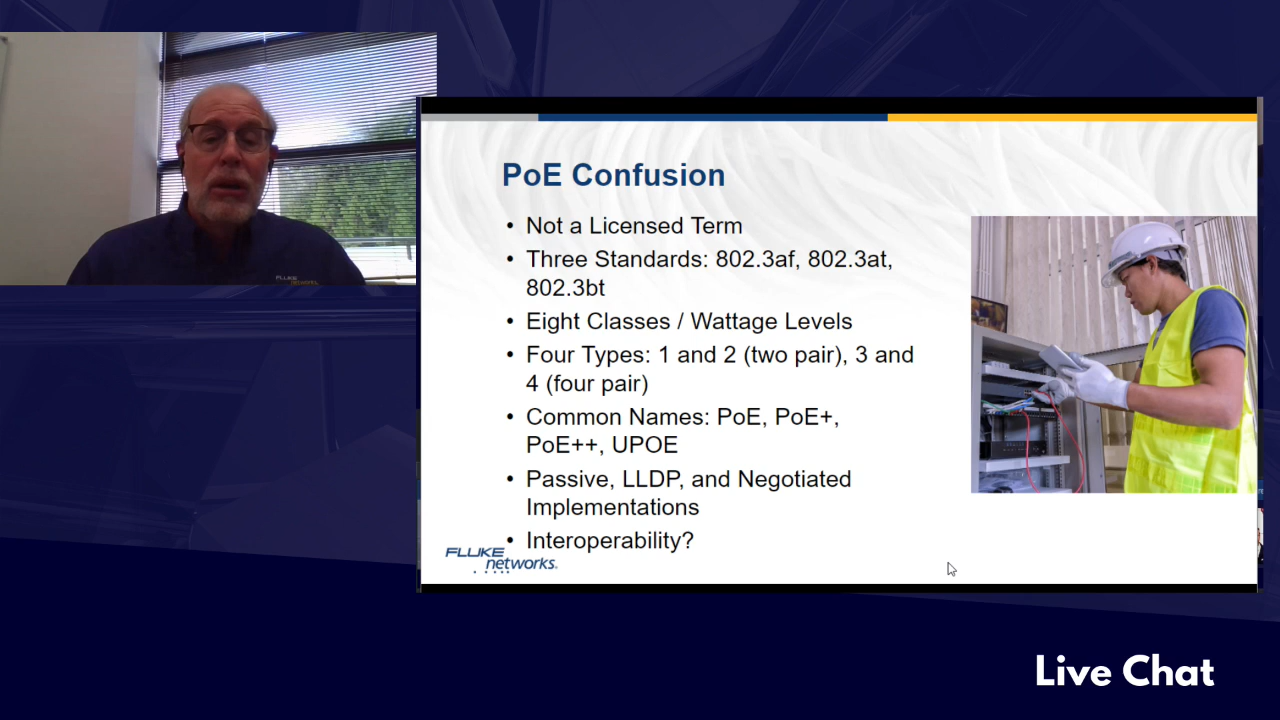 PoE Confusion
• Not a Licensed Term
• Three Standards: 802.3af, 802.3at,
802.3bt
• Eight Classes / Wattage Levels
• Four Types: 1 and 2 (two pair), 3 and
4 (four pair)
• Common Names: PoE, PoE+,
PoE++, UPOE
• Passive, LLDP, and Negotiated
Implementations
• Interoperability?
FLUKE
networks.
FLUKE
networks.
Live Chat